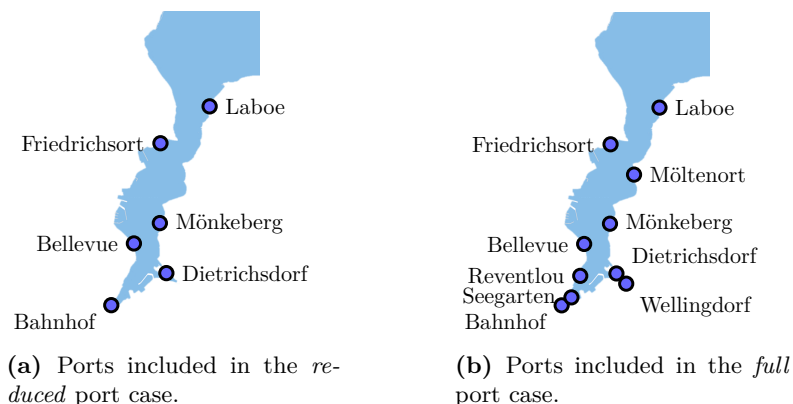 Laboe
Friedrichsort
Mönkeberg
Bellevue
Dietrichsdorf
Bahnhof
(a) Ports included in the re-
duced port case.
Laboe
Friedrichsort
Möltenort
Mönkeberg
Bellevue
Dietrichsdorf
Reventlou
Seegarten
Wellingdorf
Bahnhof
(b) Ports included in the full
port case.